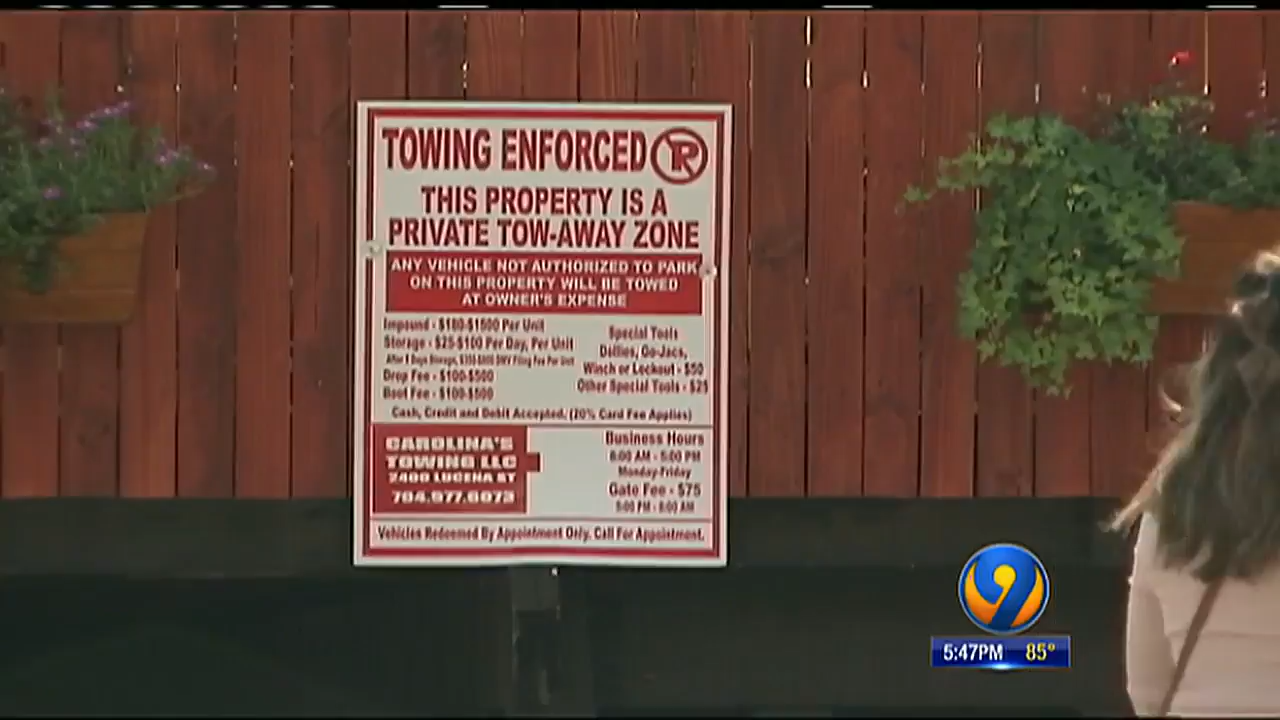 TOWING ENFORCED
THIS PROPERTY IS A
PRIVATE TOW-AWAY ZONE
ANY VEHICLE NOT AUTHORIZED TO PARK
ON THIS PROPERTY WILL BE TOWED
AT OWNER'S EXPENSE
Impound - $180-$1500 Per Unit
Storage - $25-$100 Per Day, Per Unit
Drop Fee - $100-$500
Boot Fee - $100-$500
Special Tools
Dollies, Go-Jacs,
Winch or Lockout - $50
Other Special Tools - $25
Cash, Credit and Debit Accepted, (20% Card Fee Applies)
CAROLINA'S
TOWING LLC
2400 LUCENA ST
704.977.6073
Business Hours
8:00 AM - 5:00 PM
Monday-Friday
Gate Fee - $75
5:00 PM - 8:00 AM
Vehicles Redeemed By Appointment Only. Call For Appointment.
9
5:47PM 85°